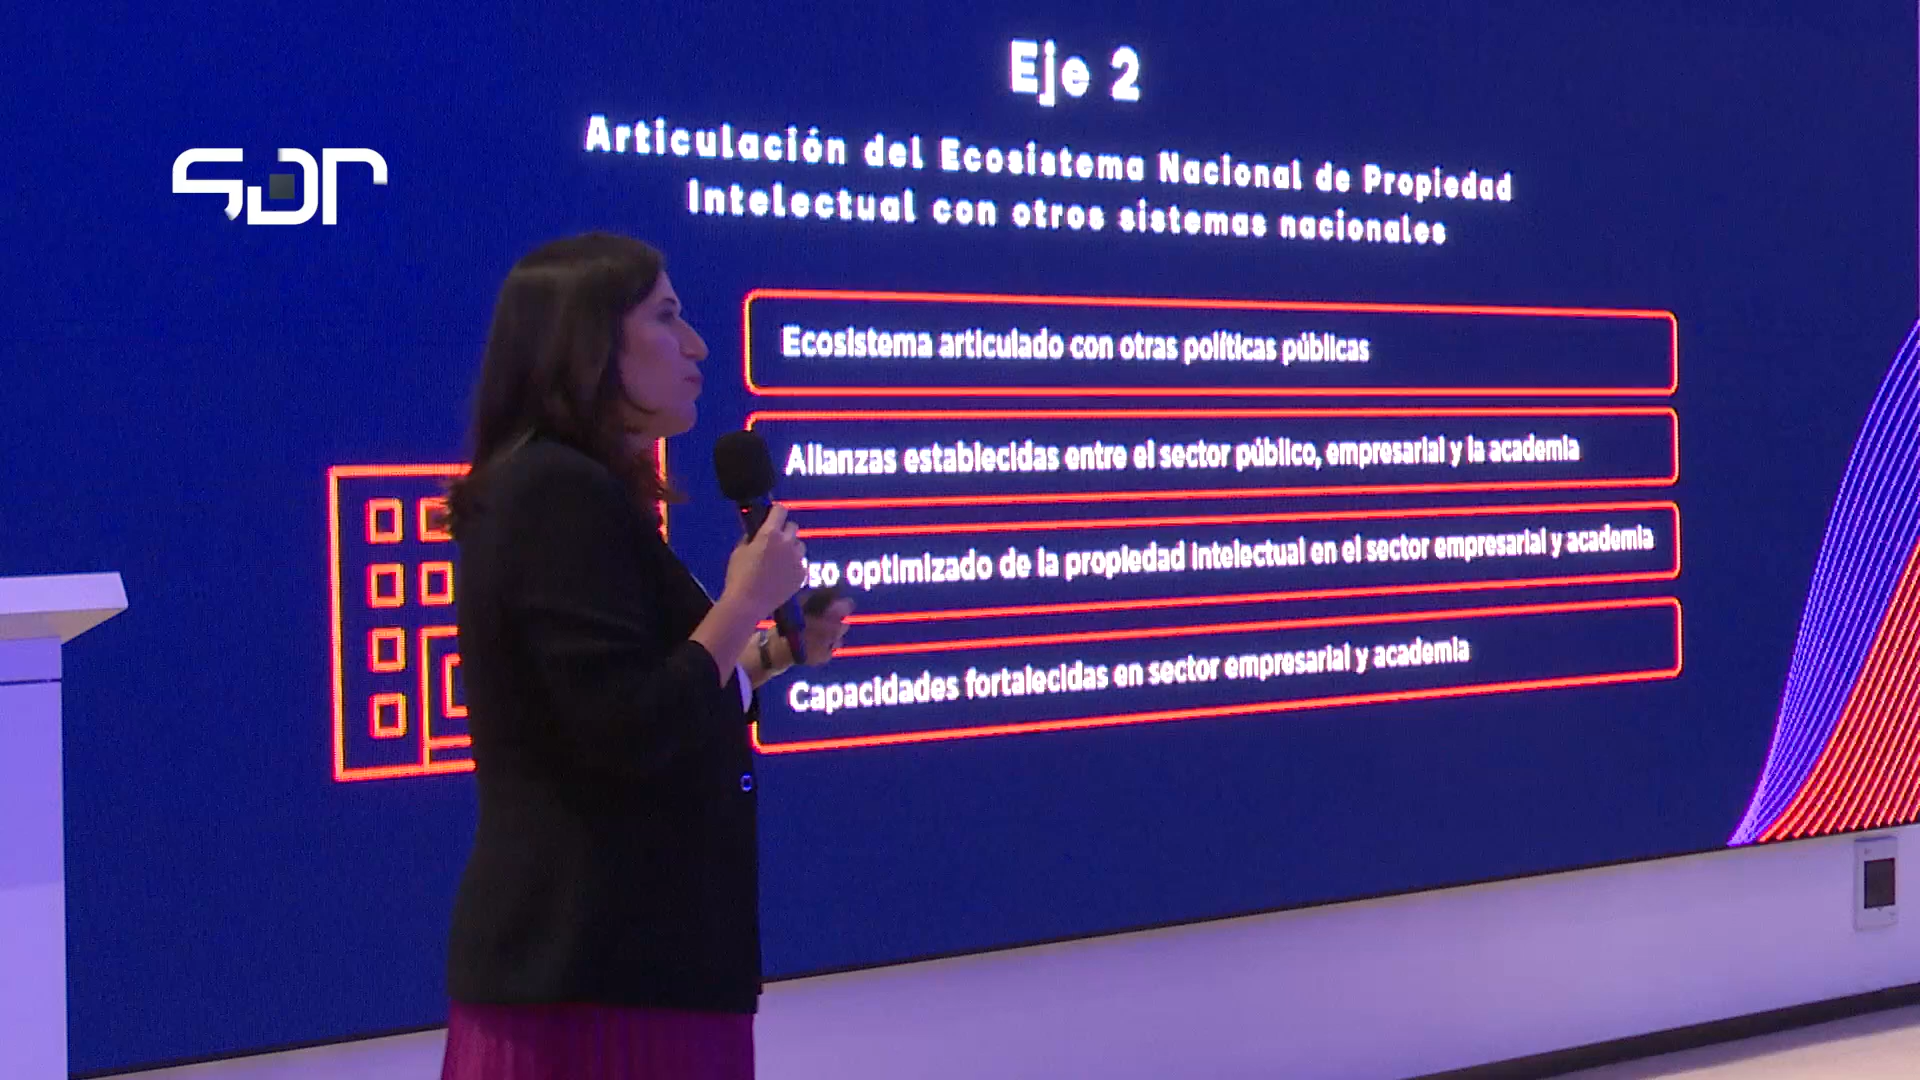 SDR
Eje 2
Articulación del Ecosistema Nacional de Propiedad
Intelectual con otros sistemas nacionales
Ecosistema articulado con otras políticas públicas
Alianzas establecidas entre el sector público, empresarial y la academia
so optimizado de la propiedad intelectual en el sector empresarial y academia
Capacidades fortalecidas en sector empresarial y academia